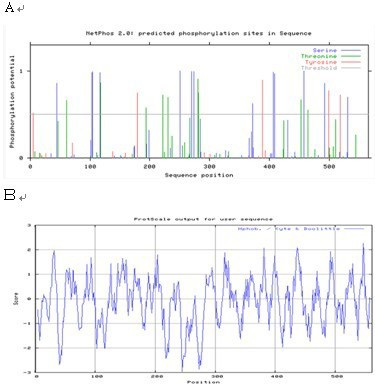 A
NetPhos 2.0: predicted phosphorylation sites in Sequence
Serine
Threonine
Tyrosine
Threshold
Phosphorylation potential
1
0
0 100 200 300 400 500
Sequence position
B
ProtScale output for user sequence
Hphob. / Kyte & Doolittle
Score
3
2
1
0
-1
-2
-3
100 200 300 400 500
Position